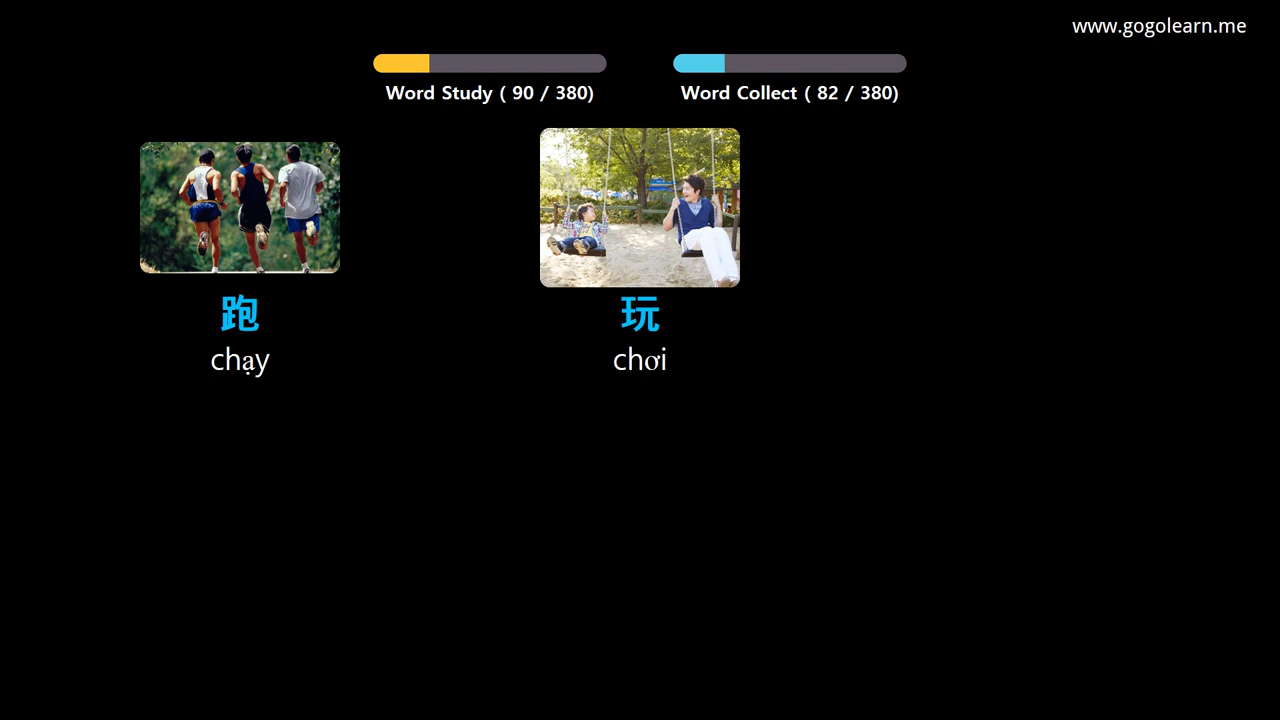 www.gogolearn.me
Word Study ( 90 / 380)
Word Collect ( 82 / 380)
跑
chạy
玩
chơi